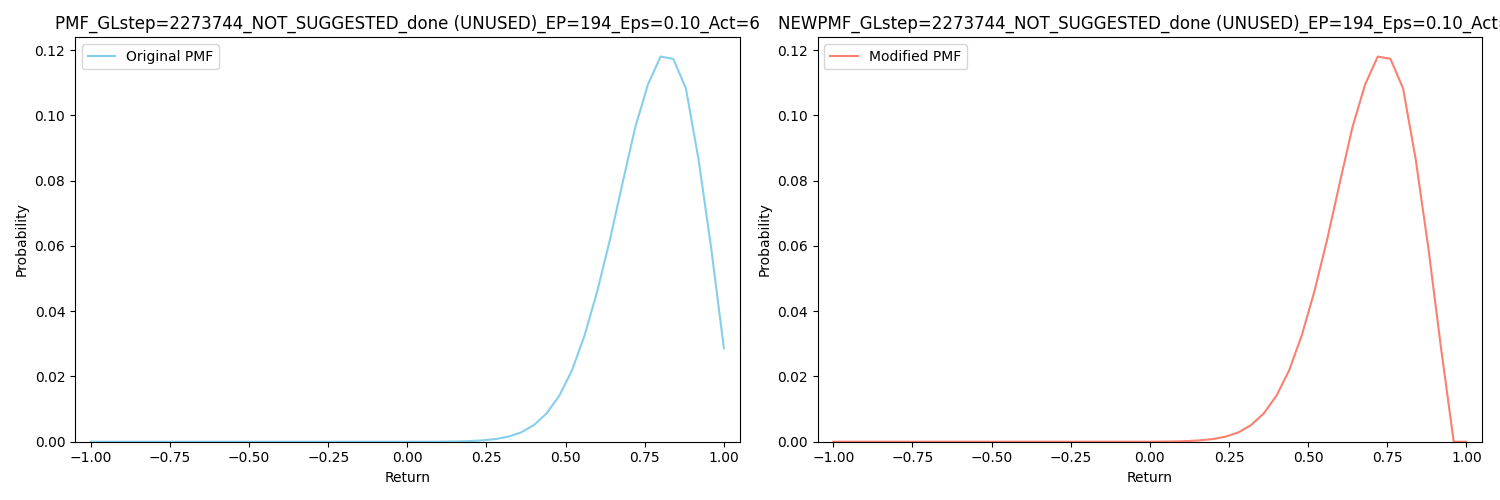 PMF_GLstep=2273744_NOT_SUGGESTED_done (UNUSED)_EP=194_Eps=0.10_Act=6
Original PMF
Probability
0.12
0.10
0.08
0.06
0.04
0.02
0.00
−1.00 −0.75 −0.50 −0.25 0.00 0.25 0.50 0.75 1.00
Return
NEWPMF_GLstep=2273744_NOT_SUGGESTED_done (UNUSED)_EP=194_Eps=0.10_Act=
Modified PMF
Probability
0.12
0.10
0.08
0.06
0.04
0.02
0.00
−1.00 −0.75 −0.50 −0.25 0.00 0.25 0.50 0.75 1.00
Return